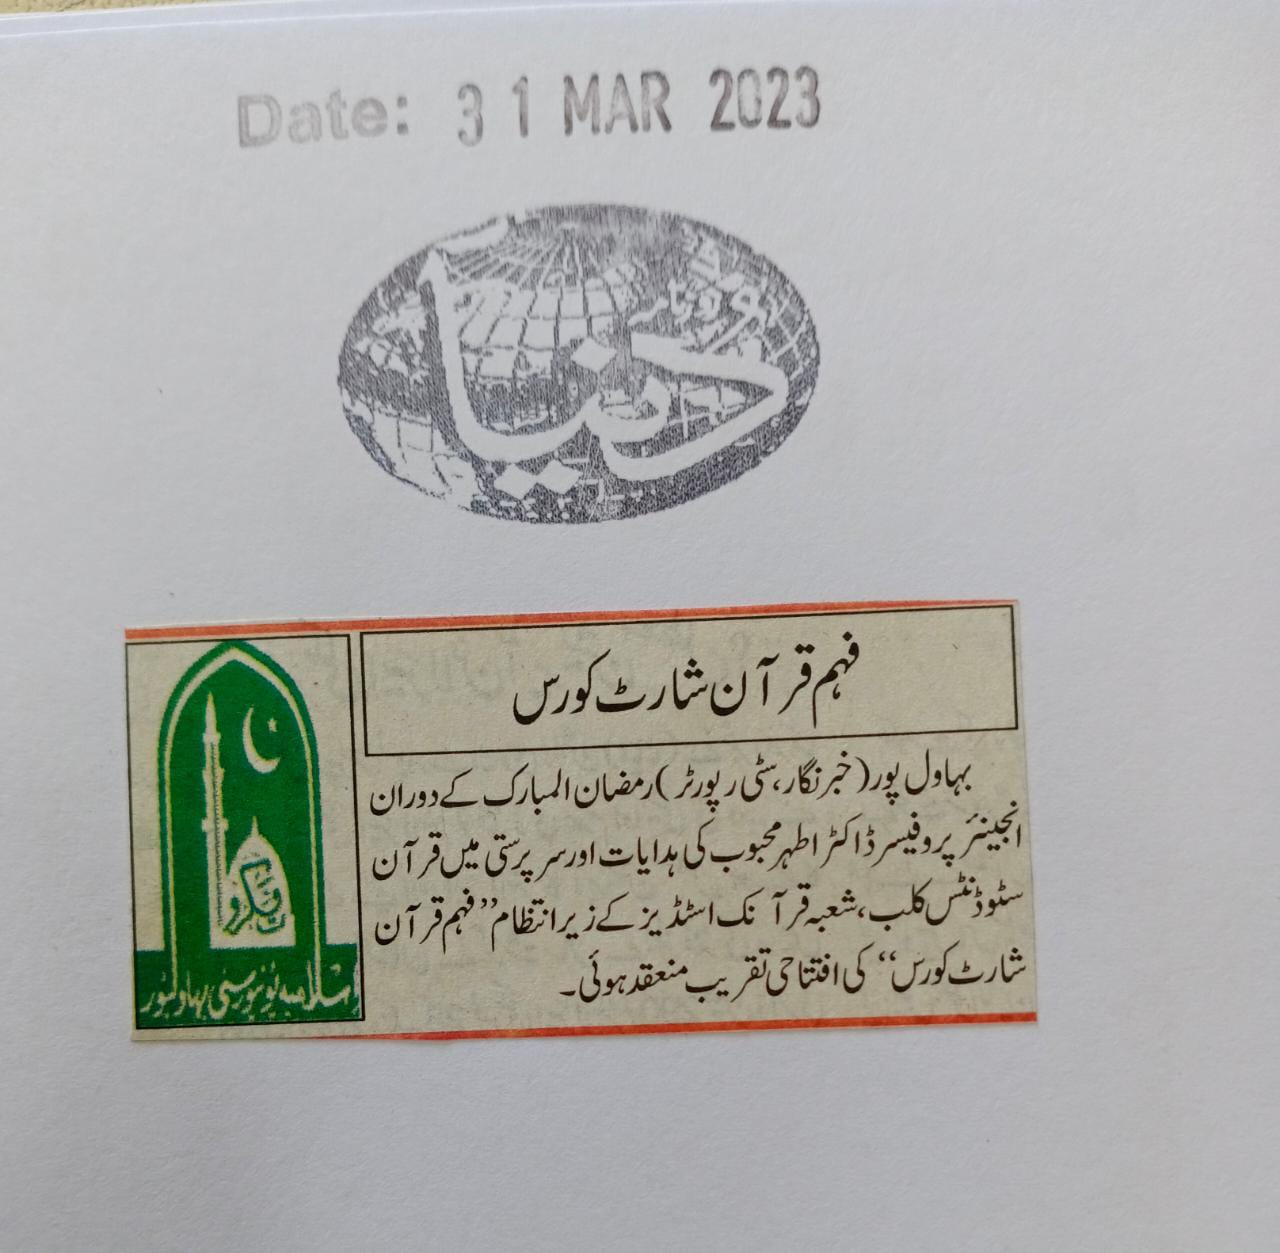 Date: 31 MAR 2023
روزنامہ
دنیا
فہم قرآن شارٹ کورس
بہاول پور (خبرنگار، سٹی رپورٹر) رمضان المبارک کے دوران
انجینئر پروفیسر ڈاکٹر اطہر محبوب کی ہدایات اور سرپرستی میں قرآن
سٹوڈنٹس کلب، شعبہ قرآنک اسٹڈیز کے زیر انتظام ”فہم قرآن
شارٹ کورس“ کی افتتاحی تقریب منعقد ہوئی۔
اسلامیہ یونیورسٹی بہاولپور